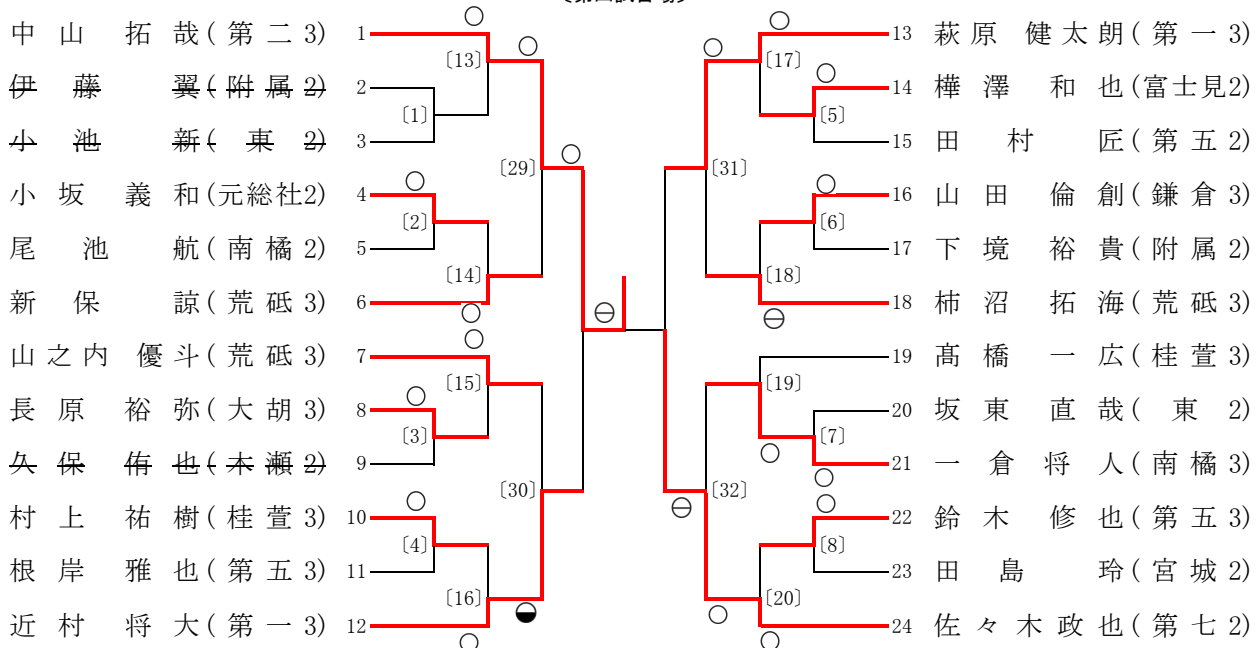 中山 拓哉(第二3) 1
伊藤 翼(附属2) 2
小池 新(東2) 3
小坂 義和(元総社2) 4
尾池 航(南橘2) 5
新保 諒(荒砥3) 6
山之内 優斗(荒砥3) 7
長原 裕弥(大胡3) 8
久保 侑也(木瀬2) 9
村上 祐樹(桂萱3) 10
根岸 雅也(第五3) 11
近村 将大(第一3) 12
〔13〕
〔1〕
〔29〕
〔2〕
〔14〕
〔15〕
〔3〕
〔30〕
〔4〕
〔16〕
〔17〕
〔5〕
〔31〕
〔6〕
〔18〕
〔19〕
〔7〕
〔32〕
〔8〕
〔20〕
13 萩原 健太朗(第一3)
14 樺澤 和也(富士見2)
15 田村 匠(第五2)
16 山田 倫創(鎌倉3)
17 下境 裕貴(附属2)
18 柿沼 拓海(荒砥3)
19 髙橋 一広(桂萱3)
20 坂東 直哉(東2)
21 一倉 将人(南橘3)
22 鈴木 修也(第五3)
23 田島 玲(宮城2)
24 佐々木政也(第七2)